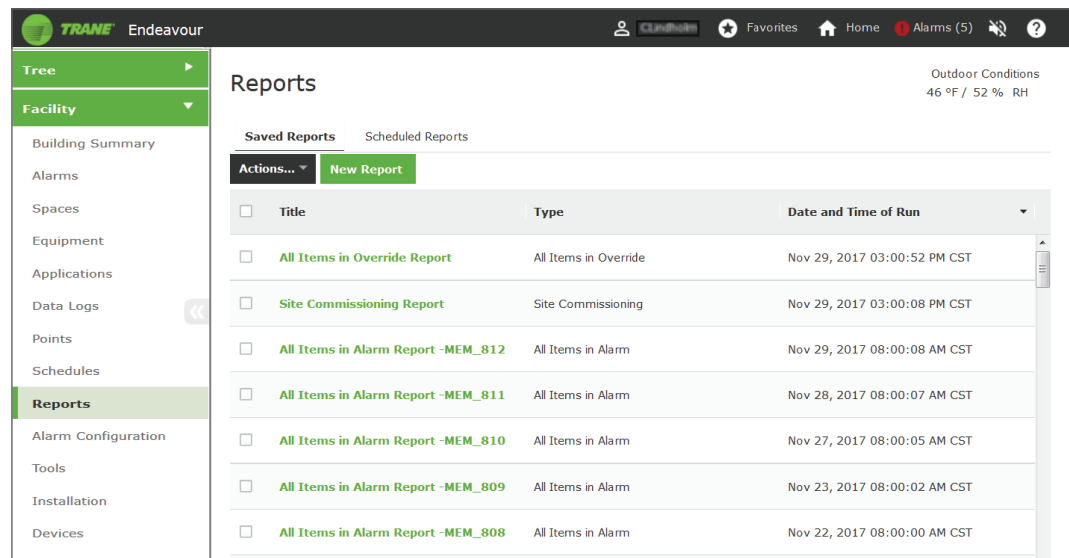 TRANE Endeavour Favorites Home Alarms (5)
Tree
Facility
Building Summary
Alarms
Spaces
Equipment
Applications
Data Logs
Points
Schedules
Reports
Alarm Configuration
Tools
Installation
Devices
Reports
Outdoor Conditions
46 ºF / 52 % RH
Saved Reports Scheduled Reports
Actions... New Report
Title Type Date and Time of Run
All Items in Override Report All Items in Override Nov 29, 2017 03:00:52 PM CST
Site Commissioning Report Site Commissioning Nov 29, 2017 03:00:08 PM CST
All Items in Alarm Report -MEM_812 All Items in Alarm Nov 29, 2017 08:00:08 AM CST
All Items in Alarm Report -MEM_811 All Items in Alarm Nov 28, 2017 08:00:07 AM CST
All Items in Alarm Report -MEM_810 All Items in Alarm Nov 27, 2017 08:00:05 AM CST
All Items in Alarm Report -MEM_809 All Items in Alarm Nov 23, 2017 08:00:02 AM CST
All Items in Alarm Report -MEM_808 All Items in Alarm Nov 22, 2017 08:00:00 AM CST